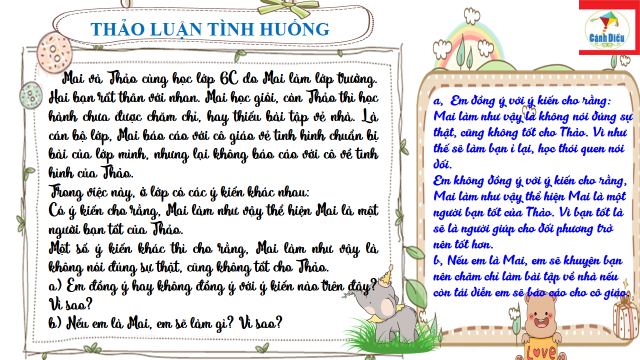 THẢO LUẬN TÌNH HUỐNG
Mai và Thảo cùng học lớp 6C do Mai làm lớp trưởng.
Hai bạn rất thân với nhau. Mai học giỏi, còn Thảo thì học
hành chưa được chăm chỉ, hay thiếu bài tập về nhà. Là
cán bộ lớp, Mai báo cáo với cô giáo về tình hình chuẩn bị
bài của lớp mình, nhưng lại không báo cáo với cô về tình
hình của Thảo.
Trong việc này, ở lớp có các ý kiến khác nhau:
Có ý kiến cho rằng, Mai làm như vậy thể hiện Mai là một
người bạn tốt của Thảo.
Một số ý kiến khác thì cho rằng, Mai làm như vậy là
không nói đúng sự thật, cũng không tốt cho Thảo.
a) Em đồng ý hay không đồng ý với ý kiến nào trên đây?
Vì sao?
b) Nếu em là Mai, em sẽ làm gì? Vì sao?
Cánh Diều
a, Em đồng ý với ý kiến cho rằng:
Mai làm như vậy là không nói đúng sự
thật, cũng không tốt cho Thảo. Vì như
thế sẽ làm bạn ỉ lại, học thói quen nói
dối.
Em không đồng ý với ý kiến cho rằng,
Mai làm như vậy thể hiện Mai là một
người bạn tốt của Thảo. Vì bạn tốt là
sẽ là người giúp cho đối phương trở
nên tốt hơn.
b, Nếu em là Mai, em sẽ khuyên bạn
nên chăm chỉ làm bài tập về nhà nếu
còn tái diễn em sẽ báo cáo cho cô giáo.
Love